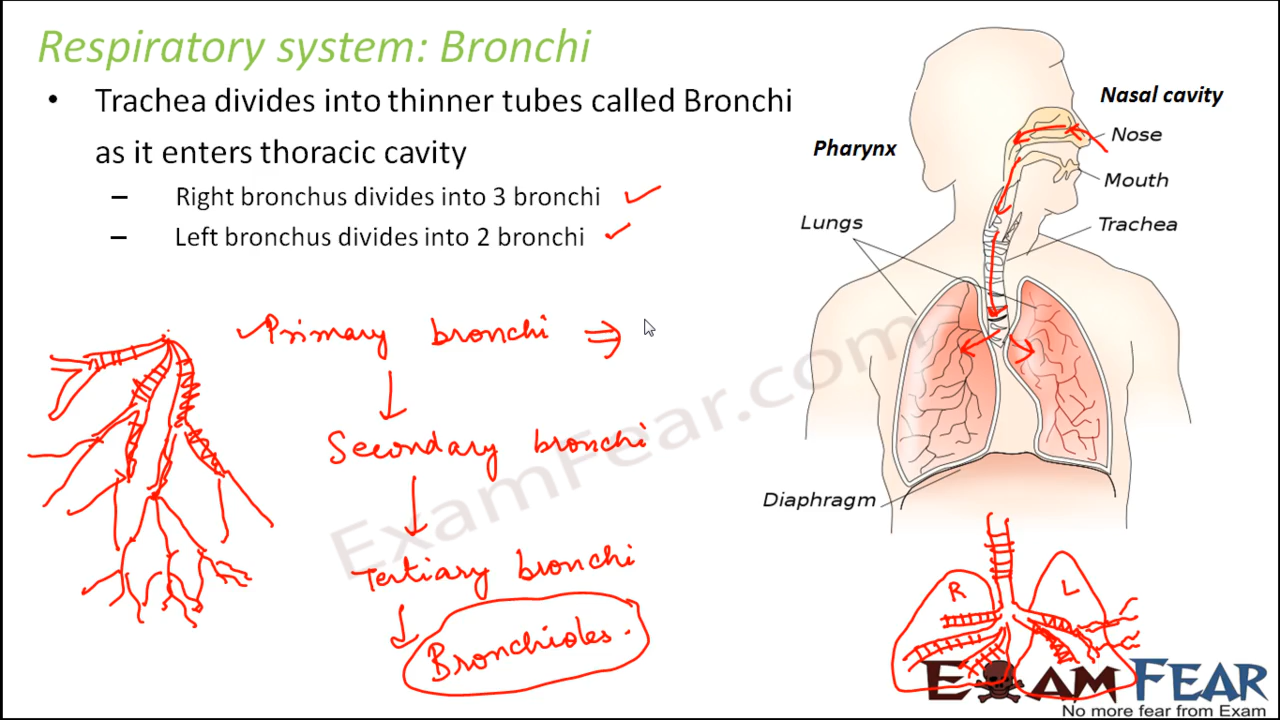 Respiratory system: Bronchi
• Trachea divides into thinner tubes called Bronchi
as it enters thoracic cavity
– Right bronchus divides into 3 bronchi ✓
– Left bronchus divides into 2 bronchi ✓
Primary bronchi ⇒
↓
Secondary bronchi
↓
Tertiary bronchi
↓
Bronchioles.
Nasal cavity
Nose
Pharynx
Mouth
Trachea
Lungs
Diaphragm
R L
ExamFear.com
EXAM FEAR
No more fear from Exam